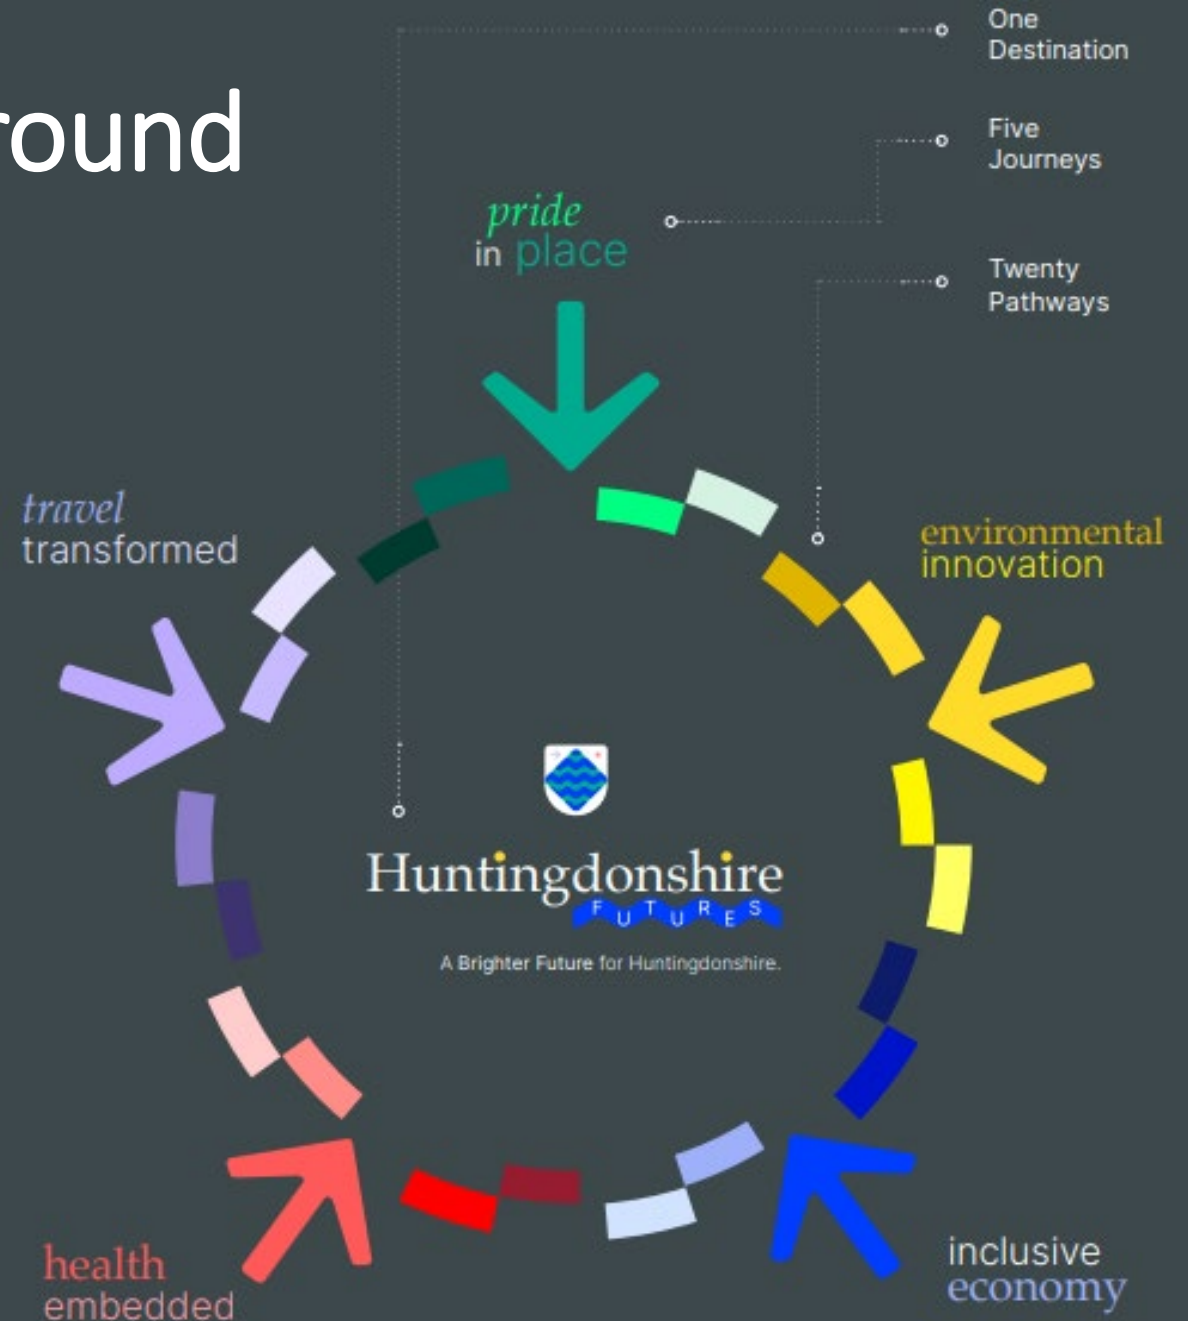 One
Destination
round
Five
Journeys
pride
in place
Twenty
Pathways
travel
transformed
environmental
innovation
Huntingdonshire
FUTURES
A Brighter Future for Huntingdonshire.
health
embedded
inclusive
economy